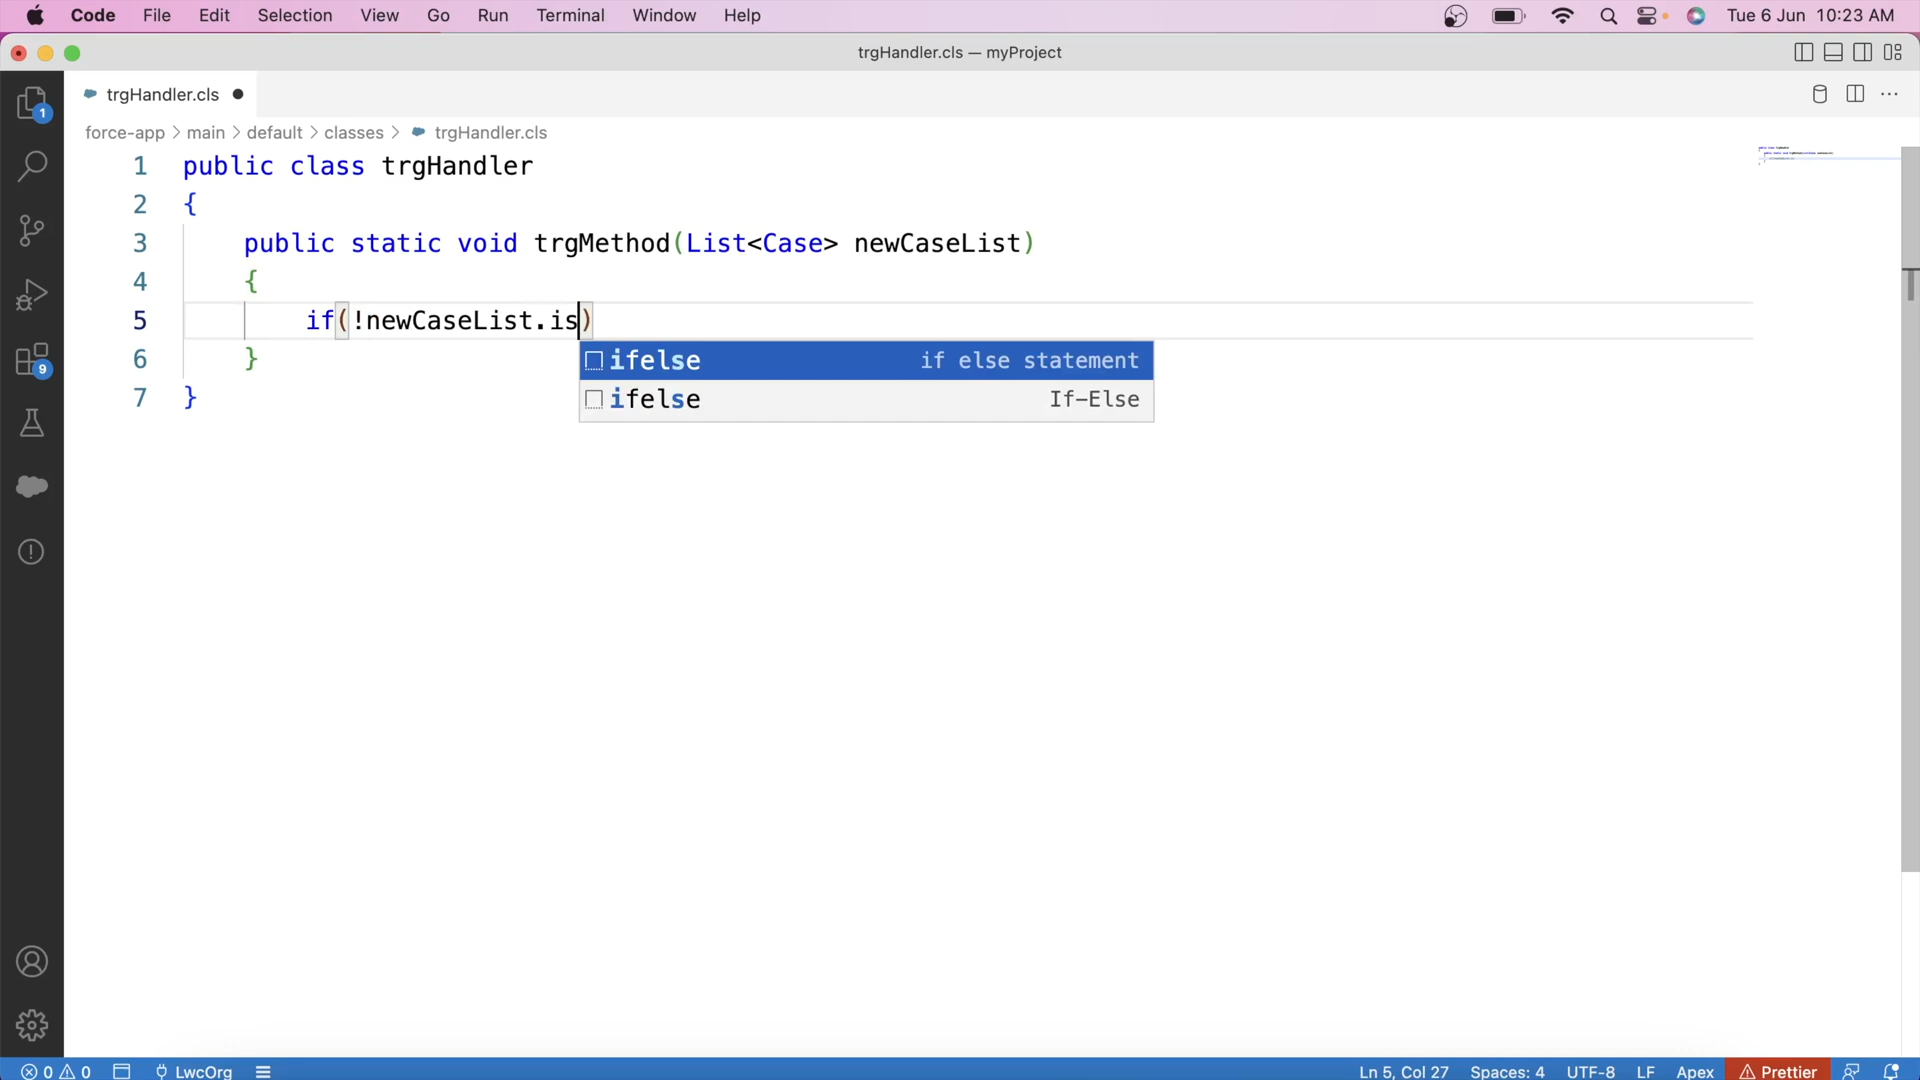 Code File Edit Selection View Go Run Terminal Window Help Tue 6 Jun 10:23 AM
trgHandler.cls — myProject
trgHandler.cls
force-app > main > default > classes > trgHandler.cls
1 public class trgHandler
2 {
3 public static void trgMethod(List<Case> newCaseList)
4 {
5 if(!newCaseList.is)
6 }
7 }
ifelse if else statement
ifelse If-Else
1
9
0 0 LwcOrg Ln 5, Col 27 Spaces: 4 UTF-8 LF Apex Prettier